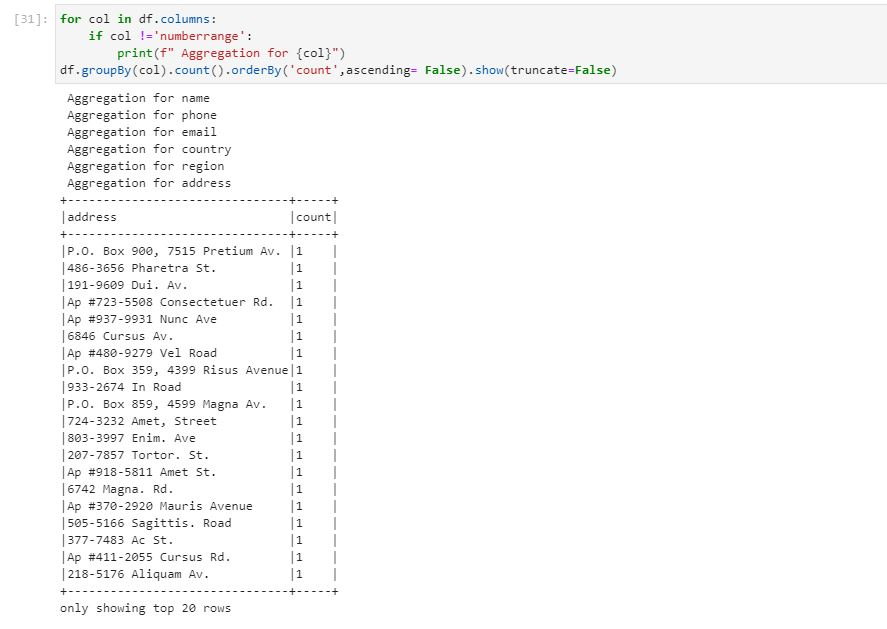 [31]: for col in df.columns:
    if col !='numberrange':
        print(f" Aggregation for {col}")
df.groupBy(col).count().orderBy('count',ascending= False).show(truncate=False)
 Aggregation for name
 Aggregation for phone
 Aggregation for email
 Aggregation for country
 Aggregation for region
 Aggregation for address
+-------------------------------+-----+
|address                        |count|
+-------------------------------+-----+
|P.O. Box 900, 7515 Pretium Av. |1    |
|486-3656 Pharetra St.          |1    |
|191-9609 Dui. Av.              |1    |
|Ap #723-5508 Consectetuer Rd.  |1    |
|Ap #937-9931 Nunc Ave          |1    |
|6846 Cursus Av.                |1    |
|Ap #480-9279 Vel Road          |1    |
|P.O. Box 359, 4399 Risus Avenue|1    |
|933-2674 In Road               |1    |
|P.O. Box 859, 4599 Magna Av.   |1    |
|724-3232 Amet, Street          |1    |
|803-3997 Enim. Ave             |1    |
|207-7857 Tortor. St.           |1    |
|Ap #918-5811 Amet St.          |1    |
|6742 Magna. Rd.                |1    |
|Ap #370-2920 Mauris Avenue     |1    |
|505-5166 Sagittis. Road        |1    |
|377-7483 Ac St.                |1    |
|Ap #411-2055 Cursus Rd.        |1    |
|218-5176 Aliquam Av.           |1    |
+-------------------------------+-----+
only showing top 20 rows